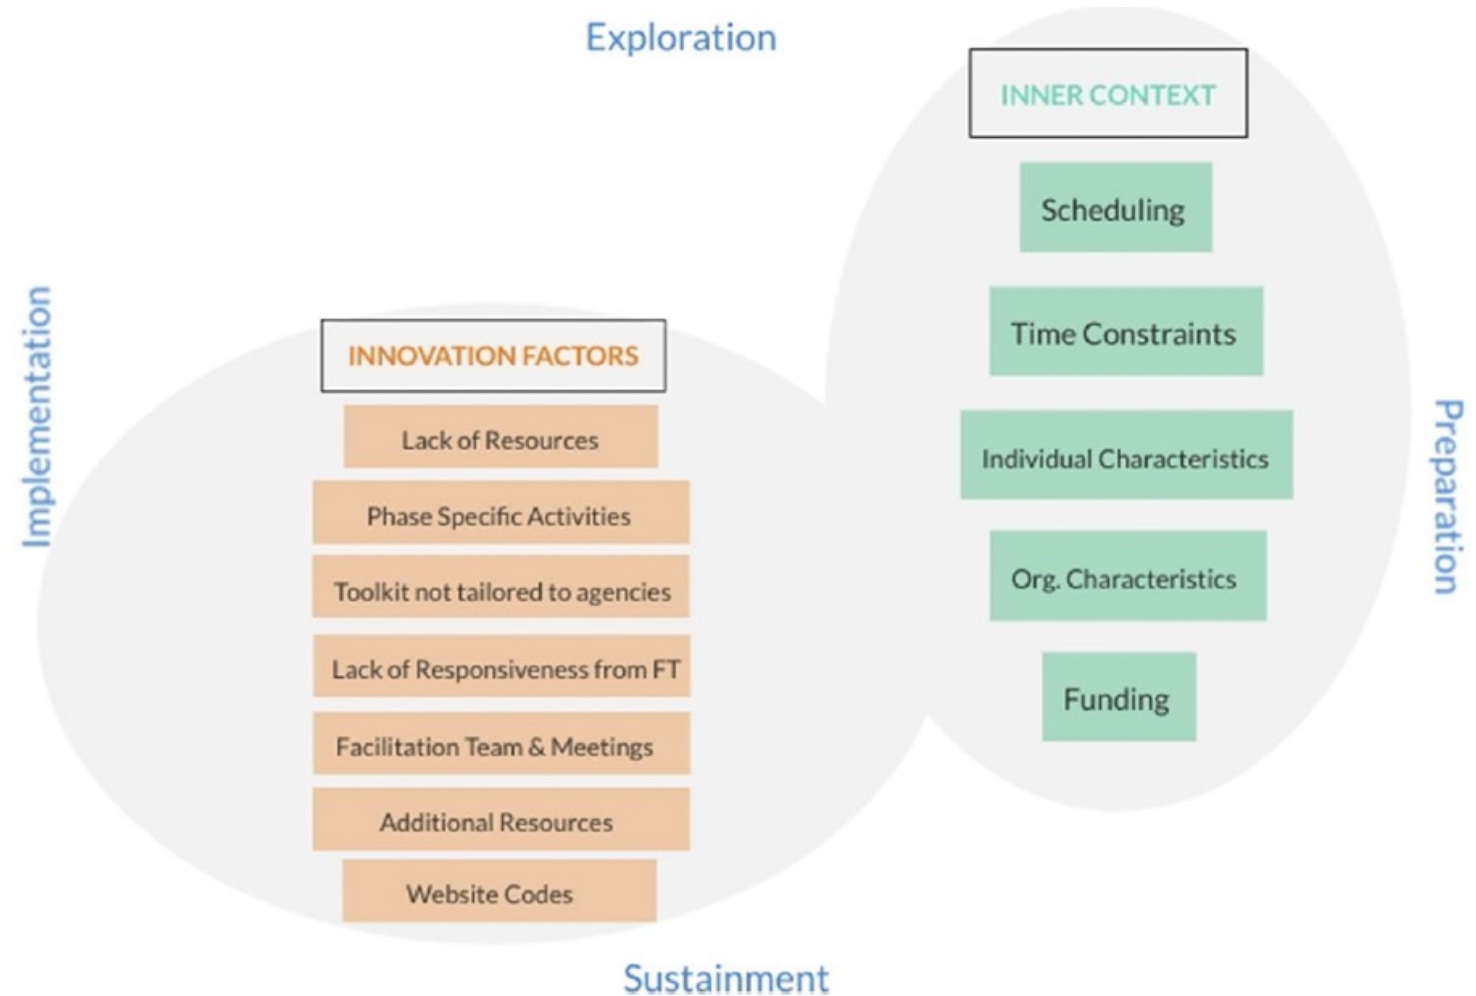 Exploration
INNER CONTEXT
Scheduling
Time Constraints
Individual Characteristics
Org. Characteristics
Funding
Implementation
INNOVATION FACTORS
Lack of Resources
Phase Specific Activities
Toolkit not tailored to agencies
Lack of Responsiveness from FT
Facilitation Team & Meetings
Additional Resources
Website Codes
Preparation
Sustainment